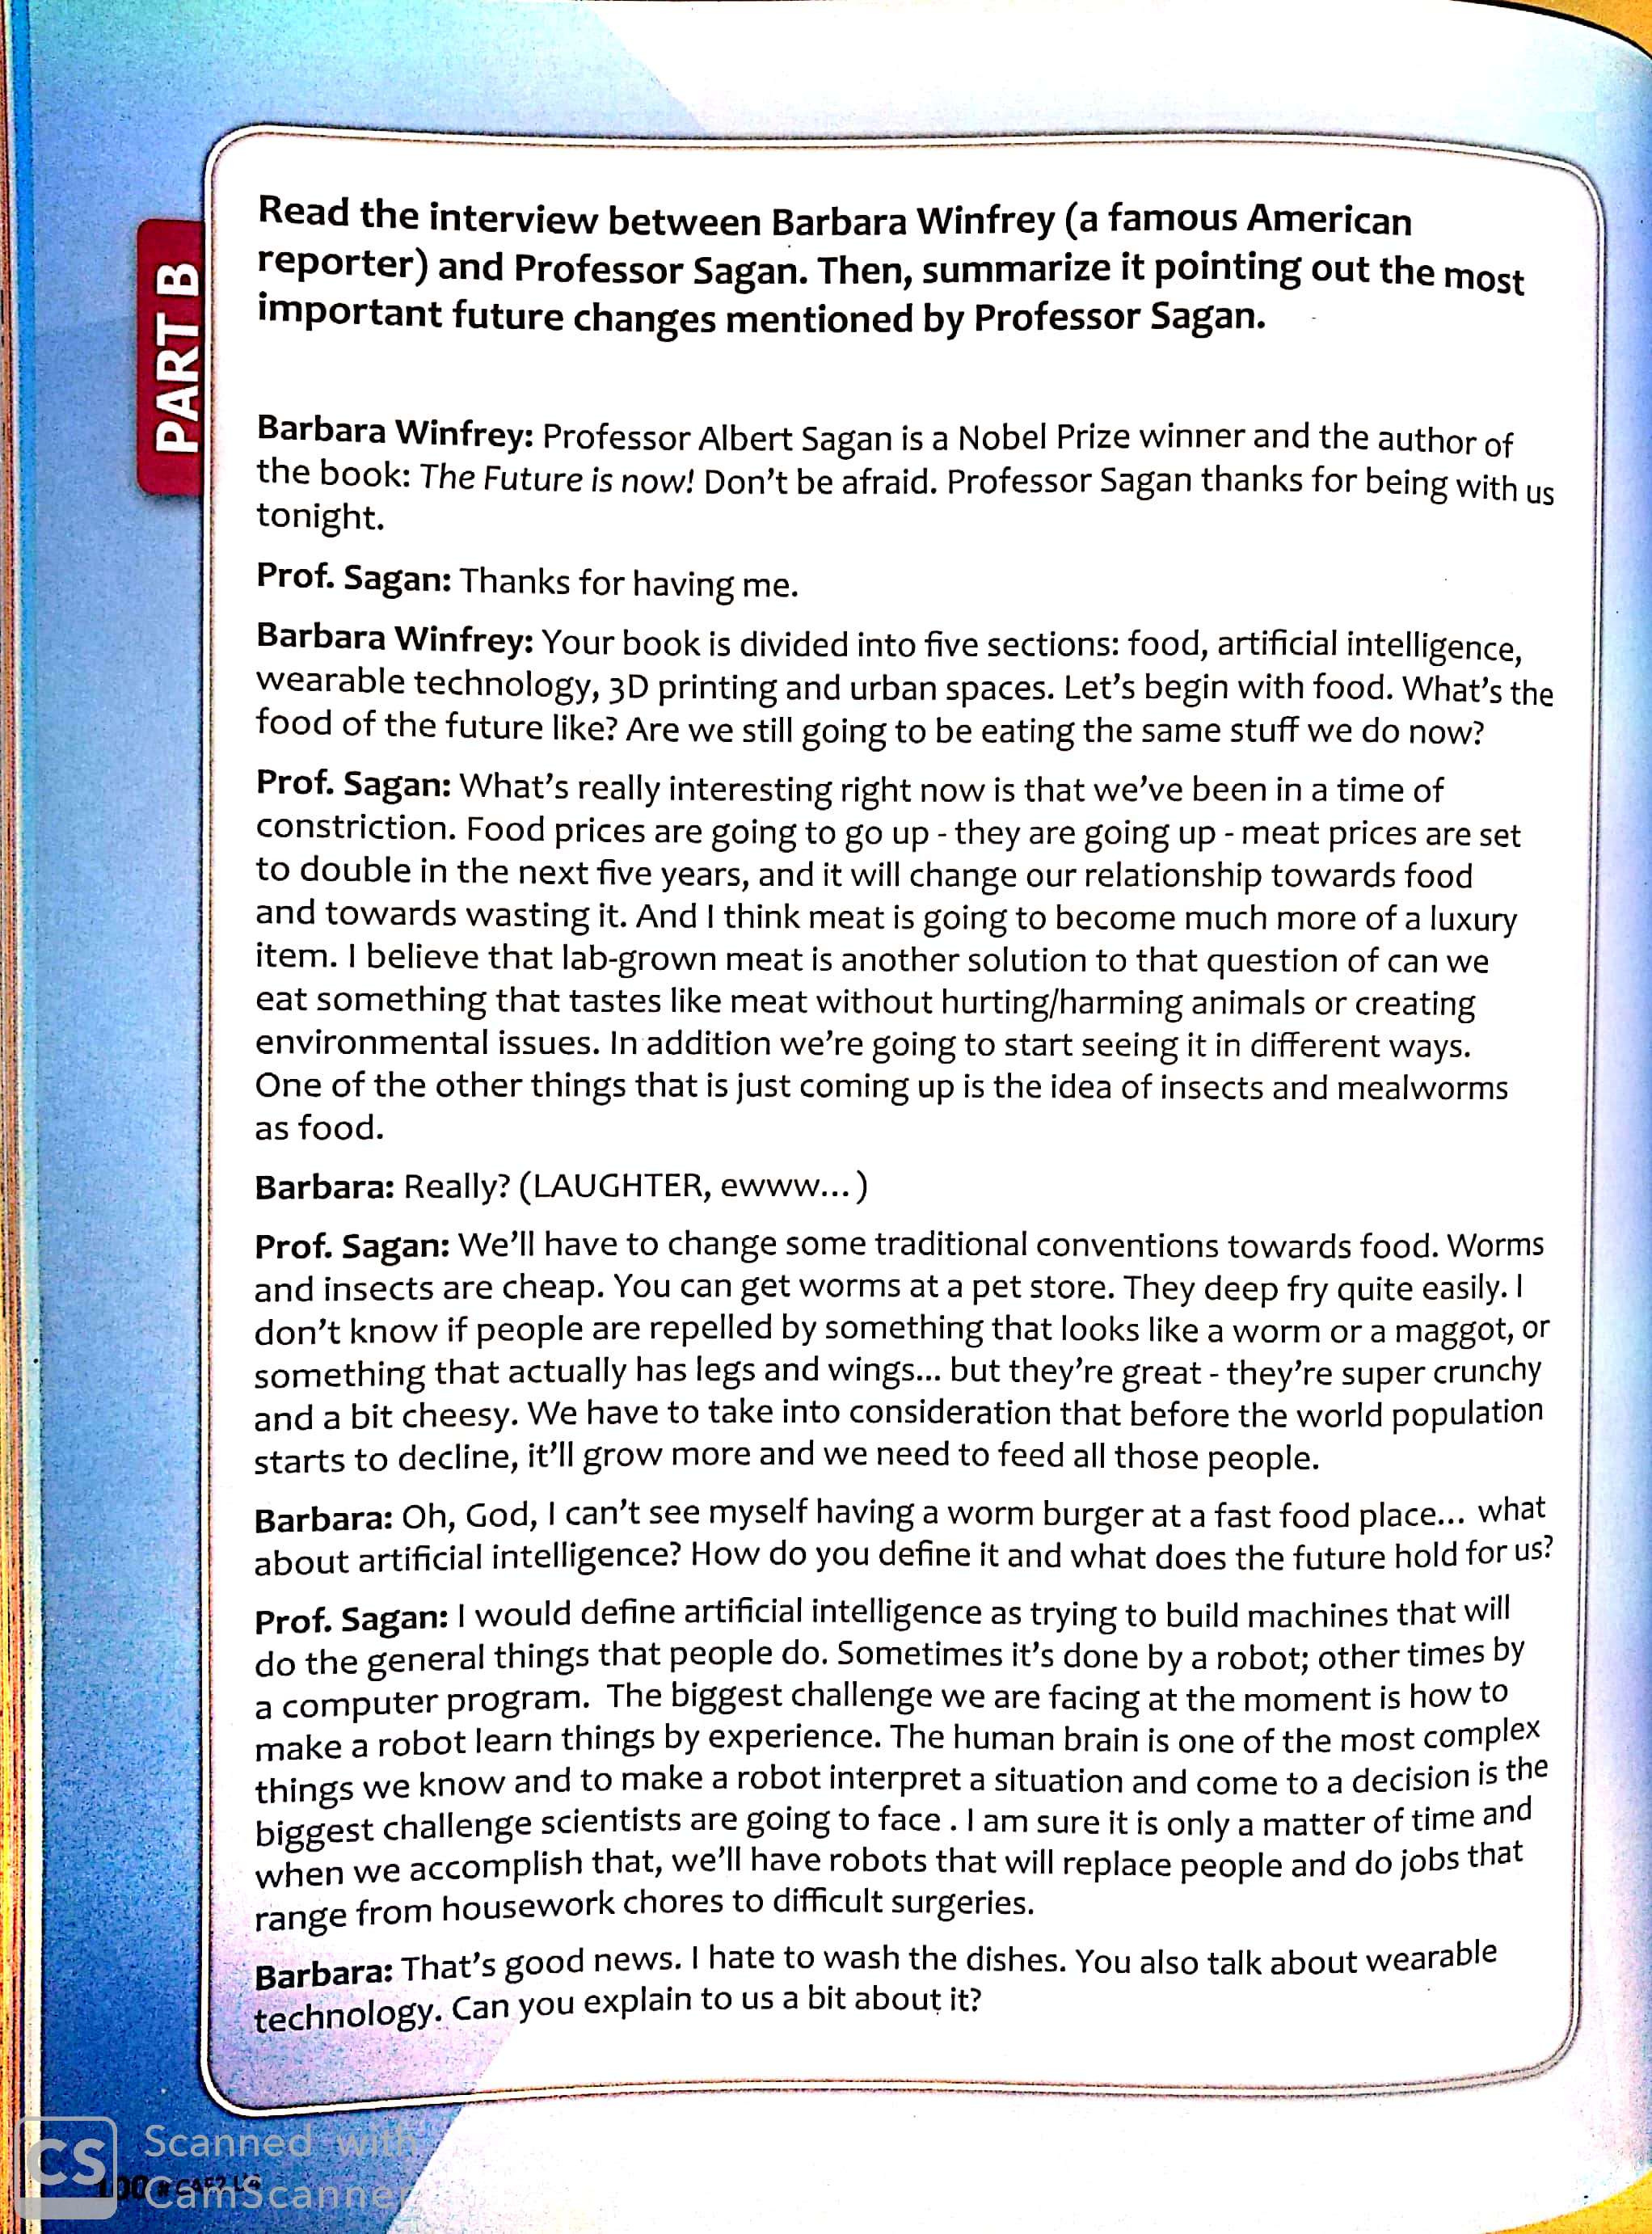 PART B
Read the interview between Barbara Winfrey (a famous American
reporter) and Professor Sagan. Then, summarize it pointing out the most
important future changes mentioned by Professor Sagan.
Barbara Winfrey: Professor Albert Sagan is a Nobel Prize winner and the author of
the book: The Future is now! Don't be afraid. Professor Sagan thanks for being with us
tonight.
Prof. Sagan: Thanks for having me.
Barbara Winfrey: Your book is divided into five sections: food, artificial intelligence,
wearable technology, 3D printing and urban spaces. Let's begin with food. What's the
food of the future like? Are we still going to be eating the same stuff we do now?
Prof. Sagan: What's really interesting right now is that we've been in a time of
constriction. Food prices are going to go up - they are going up - meat prices are set
to double in the next five years, and it will change our relationship towards food
and towards wasting it. And I think meat is going to become much more of a luxury
item. I believe that lab-grown meat is another solution to that question of can we
eat something that tastes like meat without hurting/harming animals or creating
environmental issues. In addition we're going to start seeing it in different ways.
One of the other things that is just coming up is the idea of insects and mealworms
as food.
Barbara: Really? (LAUGHTER, ewww...)
Prof. Sagan: We'll have to change some traditional conventions towards food. Worms
and insects are cheap. You can get worms at a pet store. They deep fry quite easily. I
don't know if people are repelled by something that looks like a worm or a maggot, or
something that actually has legs and wings... but they're great - they're super crunchy
and a bit cheesy. We have to take into consideration that before the world population
starts to decline, it'll grow more and we need to feed all those people.
Barbara: Oh, God, I can't see myself having a worm burger at a fast food place... what
about artificial intelligence? How do you define it and what does the future hold for us?
Prof. Sagan: I would define artificial intelligence as trying to build machines that will
do the general things that people do. Sometimes it's done by a robot; other times by
a computer program. The biggest challenge we are facing at the moment is how to
make a robot learn things by experience. The human brain is one of the most complex
things we know and to make a robot interpret a situation and come to a decision is the
biggest challenge scientists are going to face . I am sure it is only a matter of time and
when we accomplish that, we'll have robots that will replace people and do jobs that
range from housework chores to difficult surgeries.
Barbara: That's good news. I hate to wash the dishes. You also talk about wearable
technology. Can you explain to us a bit about it?
CS
Scanned with
CamScanner
100